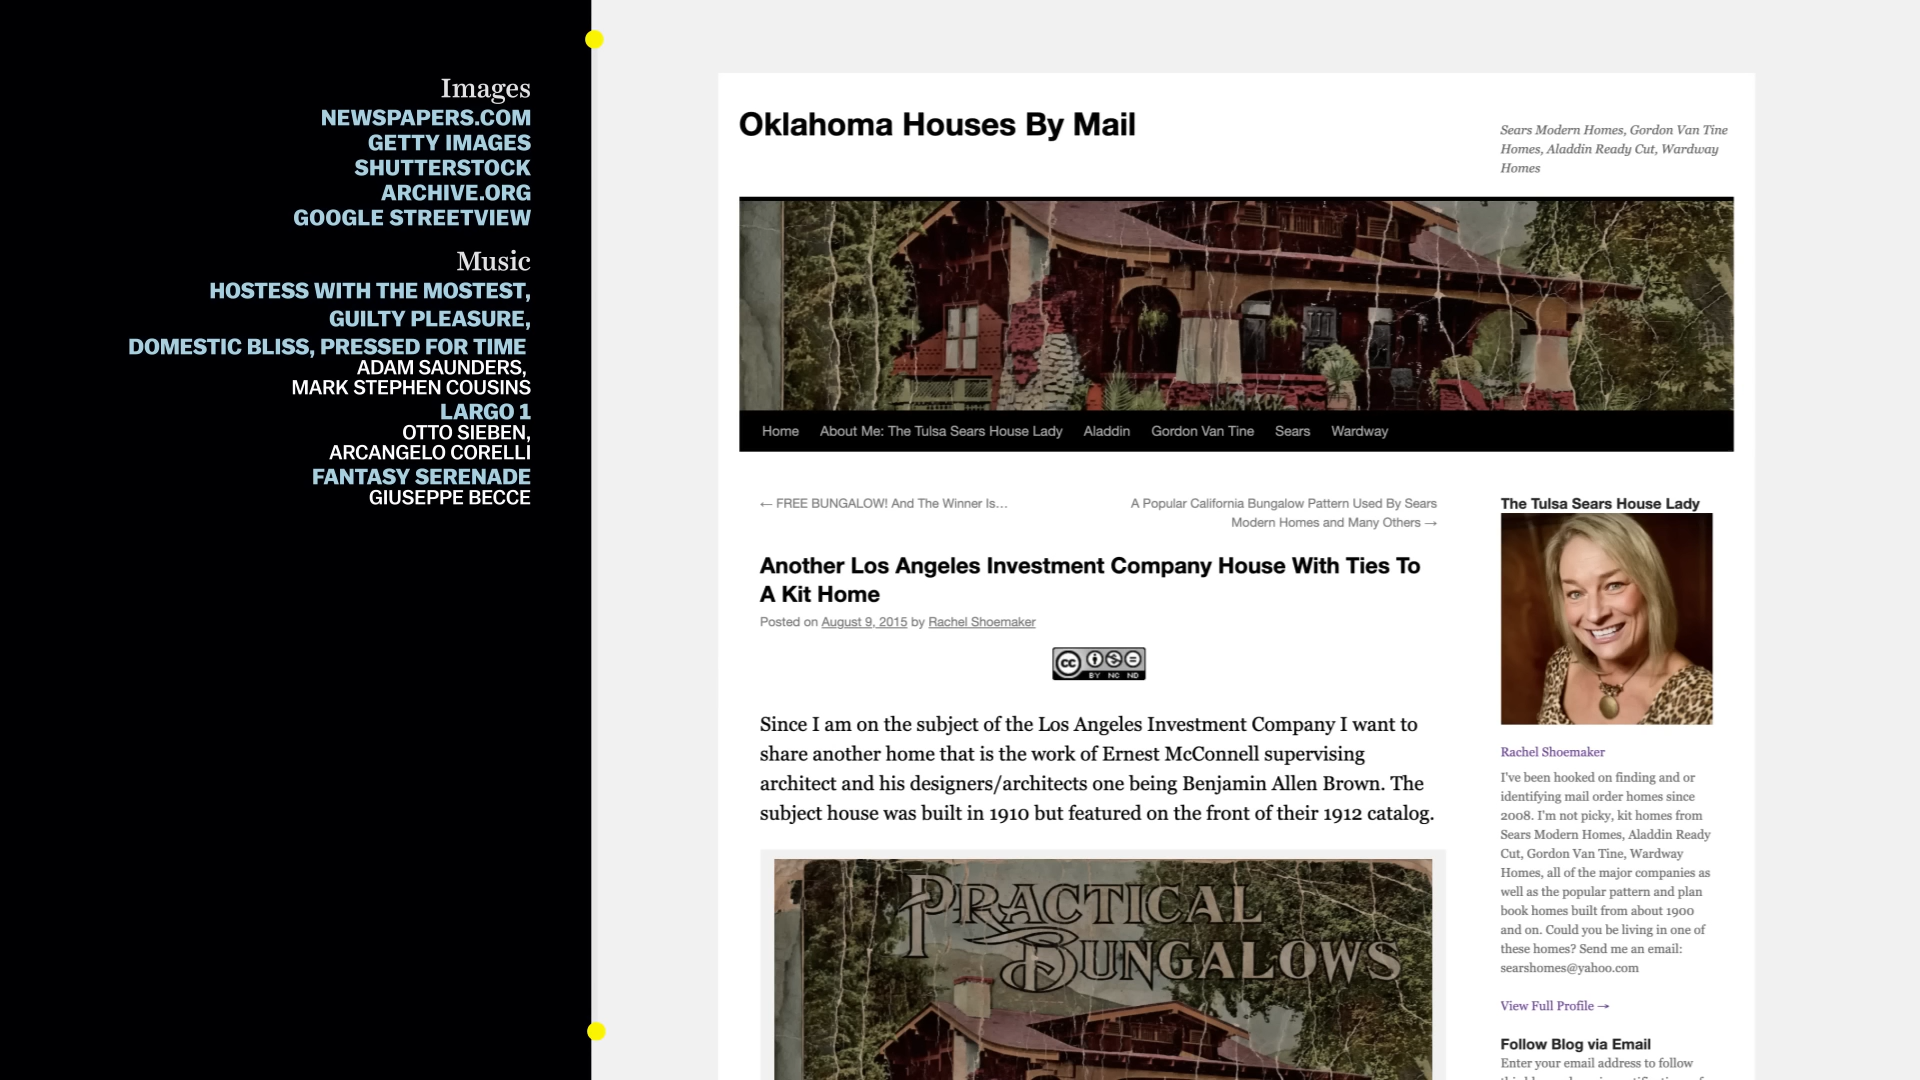 Images
NEWSPAPERS.COM
GETTY IMAGES
SHUTTERSTOCK
ARCHIVE.ORG
GOOGLE STREETVIEW
Music
HOSTESS WITH THE MOSTEST,
GUILTY PLEASURE,
DOMESTIC BLISS, PRESSED FOR TIME
ADAM SAUNDERS,
MARK STEPHEN COUSINS
LARGO 1
OTTO SIEBEN,
ARCANGELO CORELLI
FANTASY SERENADE
GIUSEPPE BECCE
Oklahoma Houses By Mail
Sears Modern Homes, Gordon Van Tine
Homes, Aladdin Ready Cut, Wardway
Homes
Home About Me: The Tulsa Sears House Lady Aladdin Gordon Van Tine Sears Wardway
← FREE BUNGALOW! And The Winner Is…
A Popular California Bungalow Pattern Used By Sears
Modern Homes and Many Others →
Another Los Angeles Investment Company House With Ties To
A Kit Home
Posted on August 9, 2015 by Rachel Shoemaker
cc BY NC ND
Since I am on the subject of the Los Angeles Investment Company I want to
share another home that is the work of Ernest McConnell supervising
architect and his designers/architects one being Benjamin Allen Brown. The
subject house was built in 1910 but featured on the front of their 1912 catalog.
PRACTICAL
BUNGALOWS
The Tulsa Sears House Lady
Rachel Shoemaker
I've been hooked on finding and or
identifying mail order homes since
2008. I'm not picky, kit homes from
Sears Modern Homes, Aladdin Ready
Cut, Gordon Van Tine, Wardway
Homes, all of the major companies as
well as the popular pattern and plan
book homes built from about 1900
and on. Could you be living in one of
these homes? Send me an email:
searshomes@yahoo.com
View Full Profile →
Follow Blog via Email
Enter your email address to follow